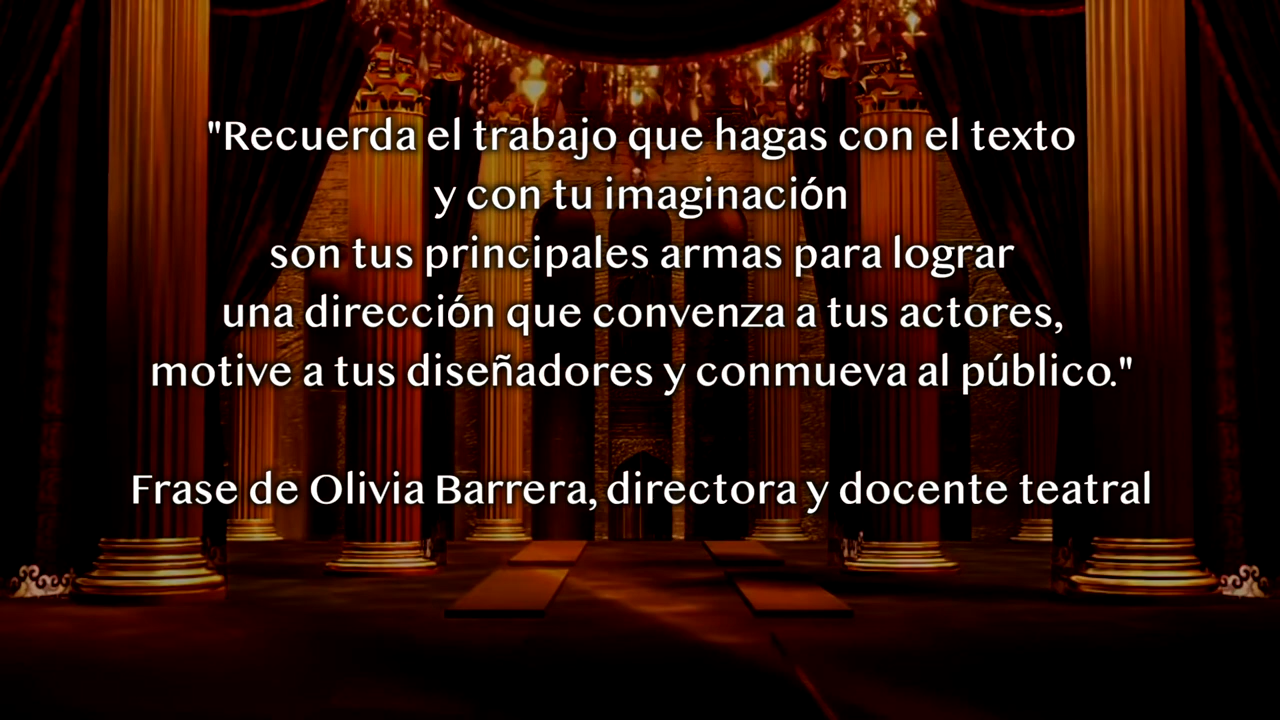 "Recuerda el trabajo que hagas con el texto
y con tu imaginación
son tus principales armas para lograr
una dirección que convenza a tus actores,
motive a tus diseñadores y conmueva al público."
Frase de Olivia Barrera, directora y docente teatral